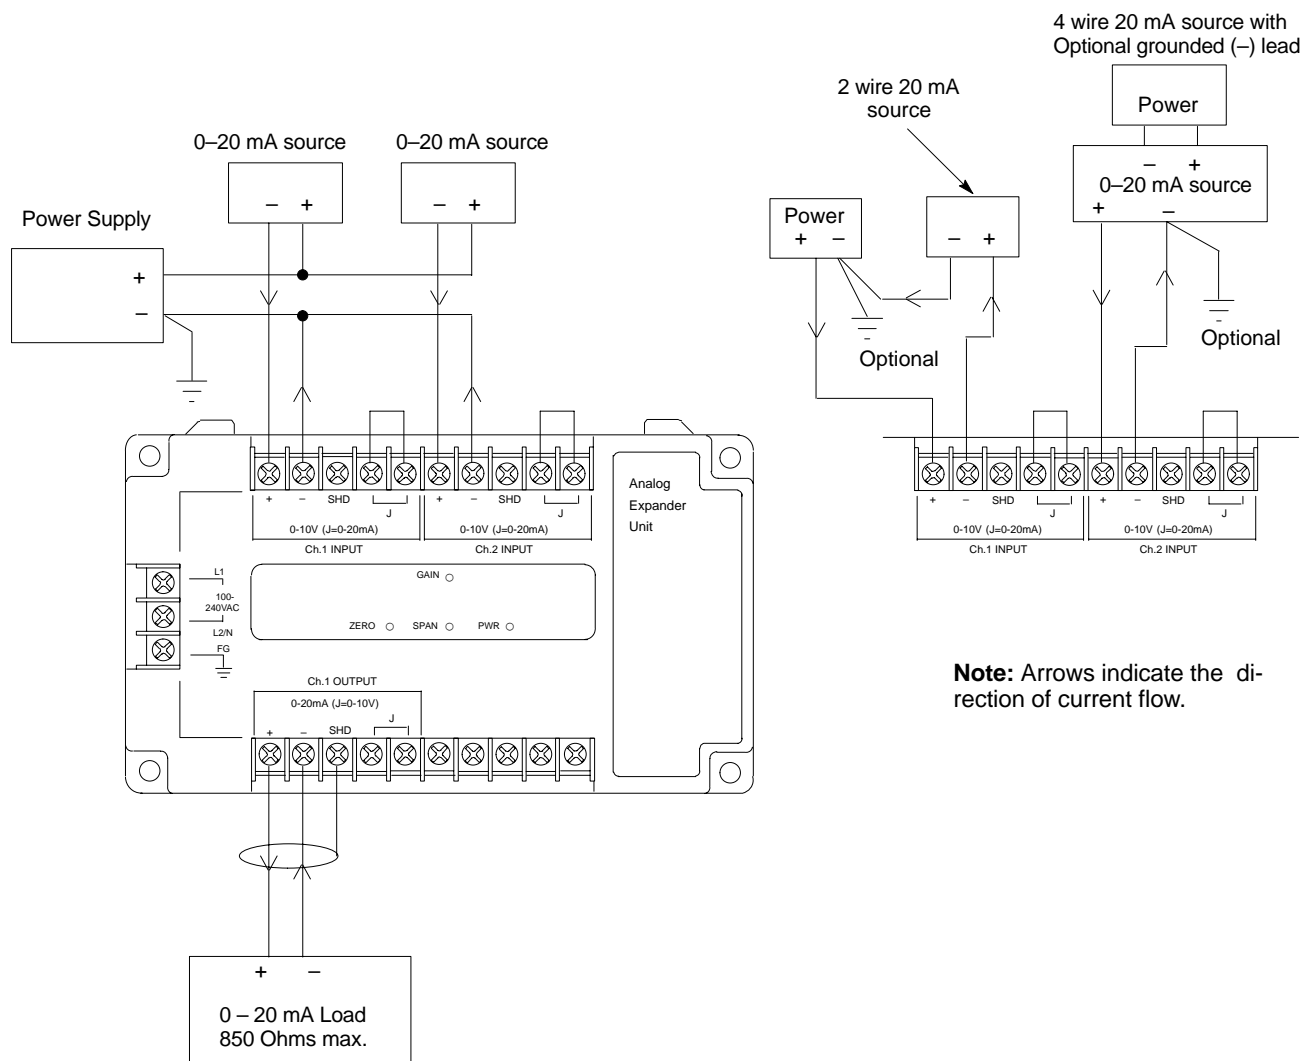 4 wire 20 mA source with
Optional grounded (–) lead
2 wire 20 mA
source
Power
– +
0–20 mA source
+ –
0–20 mA source
– +
0–20 mA source
– +
Power Supply
+
–
Power
+ –
– +
Optional
Optional
+ – SHD J + – SHD J
0-10V (J=0-20mA) 0-10V (J=0-20mA)
Ch.1 INPUT Ch.2 INPUT
Analog
Expander
Unit
+ – SHD J + – SHD J
0-10V (J=0-20mA) 0-10V (J=0-20mA)
Ch.1 INPUT Ch.2 INPUT
L1
100-
240VAC
L2/N
FG
GAIN
ZERO SPAN PWR
Ch.1 OUTPUT
0-20mA (J=0-10V)
+ – SHD J
Note: Arrows indicate the di-
rection of current flow.
+ –
0 – 20 mA Load
850 Ohms max.